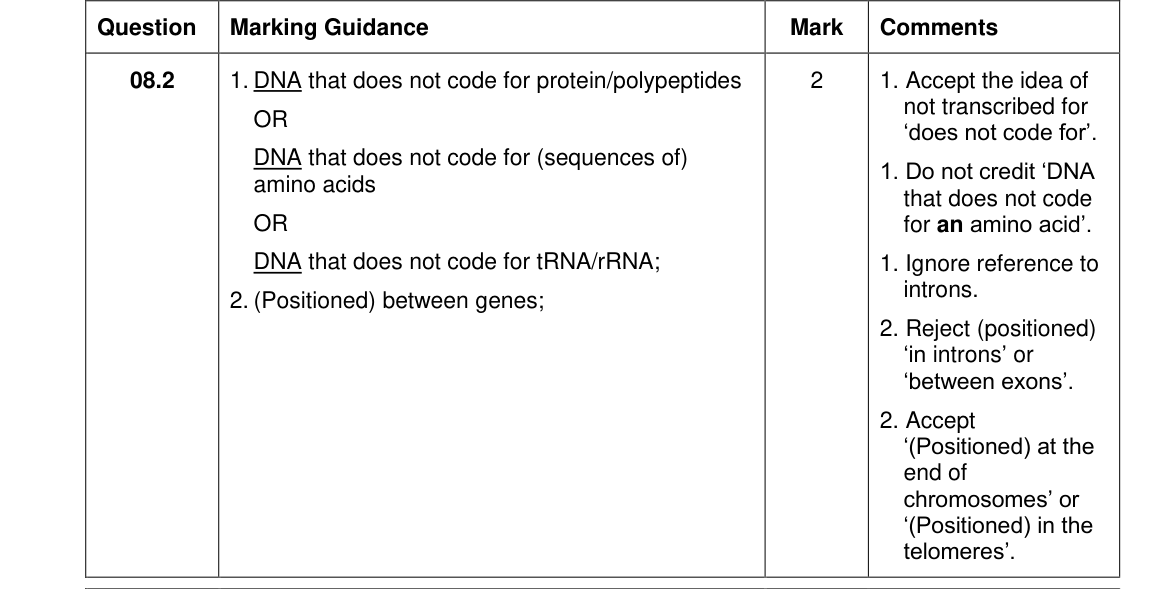 Question Marking Guidance Mark Comments
08.2
1. DNA that does not code for protein/polypeptides
OR
DNA that does not code for (sequences of)
amino acids
OR
DNA that does not code for tRNA/rRNA;
2. (Positioned) between genes;
2
1. Accept the idea of
not transcribed for
‘does not code for’.
1. Do not credit ‘DNA
that does not code
for an amino acid’.
1. Ignore reference to
introns.
2. Reject (positioned)
‘in introns’ or
‘between exons’.
2. Accept
‘(Positioned) at the
end of
chromosomes’ or
‘(Positioned) in the
telomeres’.